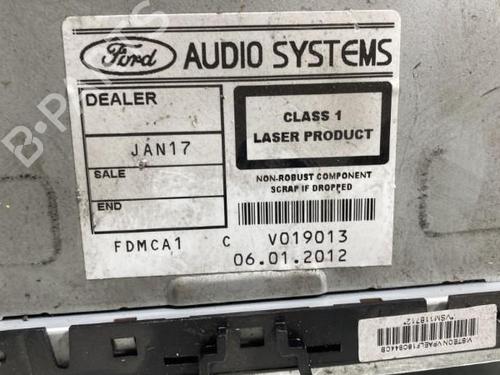 Ford AUDIO SYSTEMS
DEALER
JAN17
SALE
END
CLASS 1
LASER PRODUCT
NON-ROBUST COMPONENT
SCRAP IF DROPPED
FDMCA1 C V019013
06.01.2012